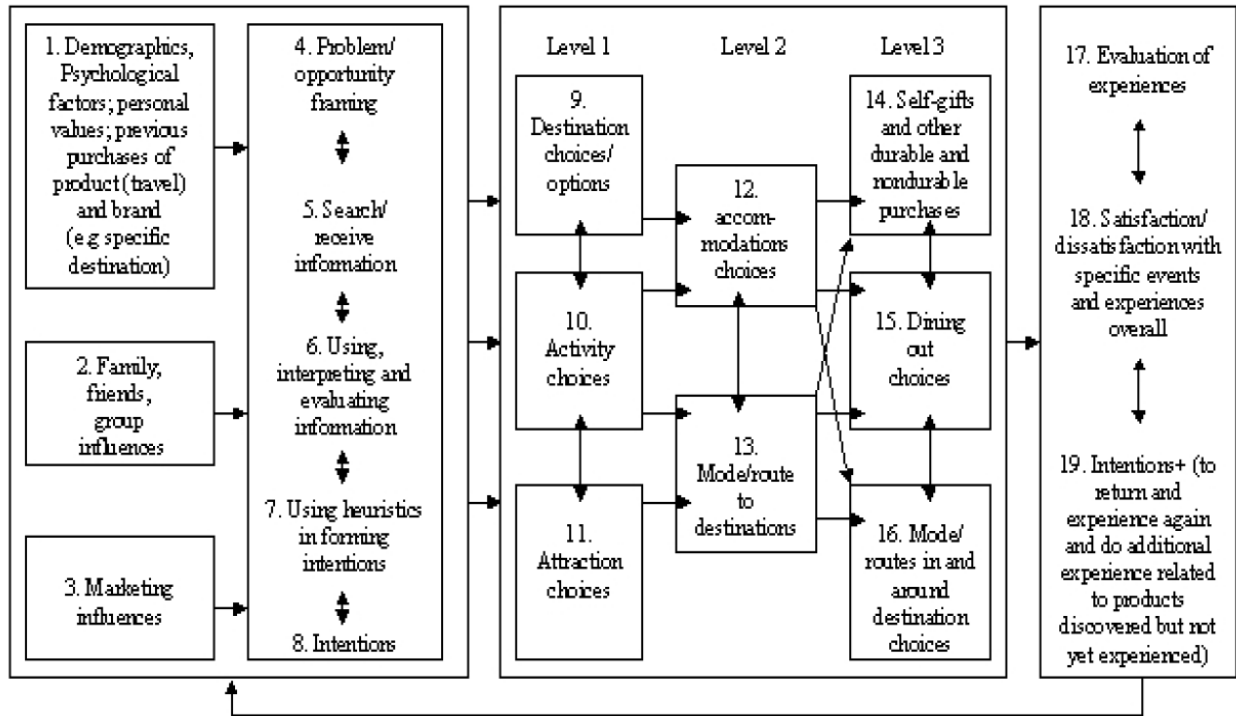 1. Demographics,
Psychological
factors; personal
values; previous
purchases of
product (travel)
and brand
(e.g specific
destination)
2. Family,
friends,
group
influences
3. Marketing
influences
4. Problem/
opportunity
framing
5. Search/
receive
information
6. Using,
interpreting and
evaluating
information
7. Using heuristics
in forming
intentions
8. Intentions
Level 1
9.
Destination
choices/
options
10.
Activity
choices
11.
Attraction
choices
Level 2
12.
accom-
modations
choices
13.
Mode/route
to
destinations
Level 3
14. Self-gifts
and other
durable and
nondurable
purchases
15. Dining
out
choices
16. Mode/
routes in and
around
destination
choices
17. Evaluation of
experiences
18. Satisfaction/
dissatisfaction with
specific events
and experiences
overall
19. Intentions+ (to
return and
experience again
and do additional
experience related
to products
discovered but not
yet experienced)